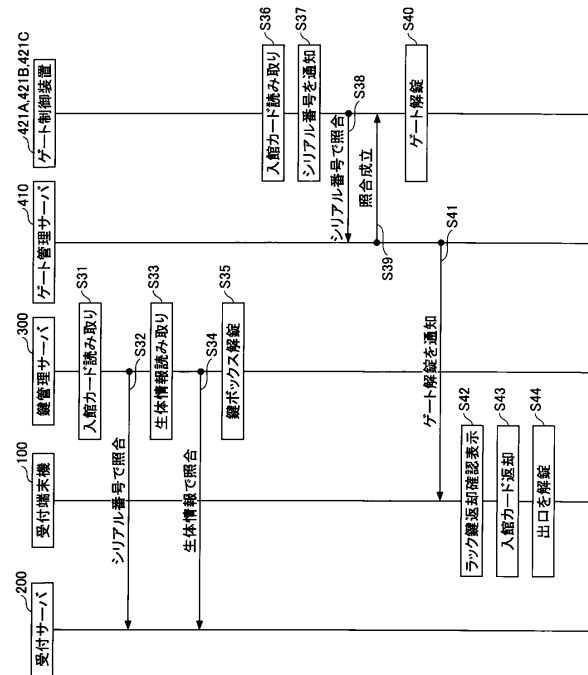 受付サーバ
200
受付端末機
100
鍵管理サーバ
300
ゲート管理サーバ
410
ゲート制御装置
421A,421B,421C
入館カード読み取り
S31
シリアル番号で照合
S32
生体情報読み取り
S33
生体情報で照合
S34
鍵ボックス解錠
S35
入館カード読み取り
S36
シリアル番号を通知
S37
シリアル番号で照合
S38
照合成立
S39
ゲート解錠
S40
ゲート解錠を通知
S41
ラック鍵返却確認表示
S42
入館カード返却
S43
出口を解錠
S44